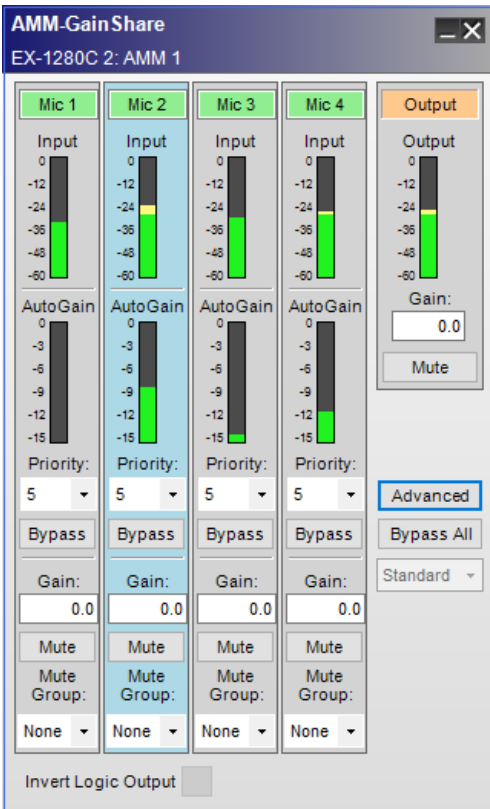 AMM-GainShare
EX-1280C 2: AMM 1
Mic 1 Mic 2 Mic 3 Mic 4 Output
Input Input Input Input Output
0 0 0 0 0
-12 -12 -12 -12 -12
-24 -24 -24 -24 -24
-36 -36 -36 -36 -36
-48 -48 -48 -48 -48
-60 -60 -60 -60 -60
AutoGain AutoGain AutoGain AutoGain Gain:
0 0 0 0 0.0
-3 -3 -3 -3
-6 -6 -6 -6 Mute
-9 -9 -9 -9
-12 -12 -12 -12
-15 -15 -15 -15
Priority: Priority: Priority: Priority:
5 5 5 5 Advanced
Bypass Bypass Bypass Bypass Bypass All
Gain: Gain: Gain: Gain: Standard
0.0 0.0 0.0 0.0
Mute Mute Mute Mute
Mute Mute Mute Mute
Group: Group: Group: Group:
None None None None
Invert Logic Output